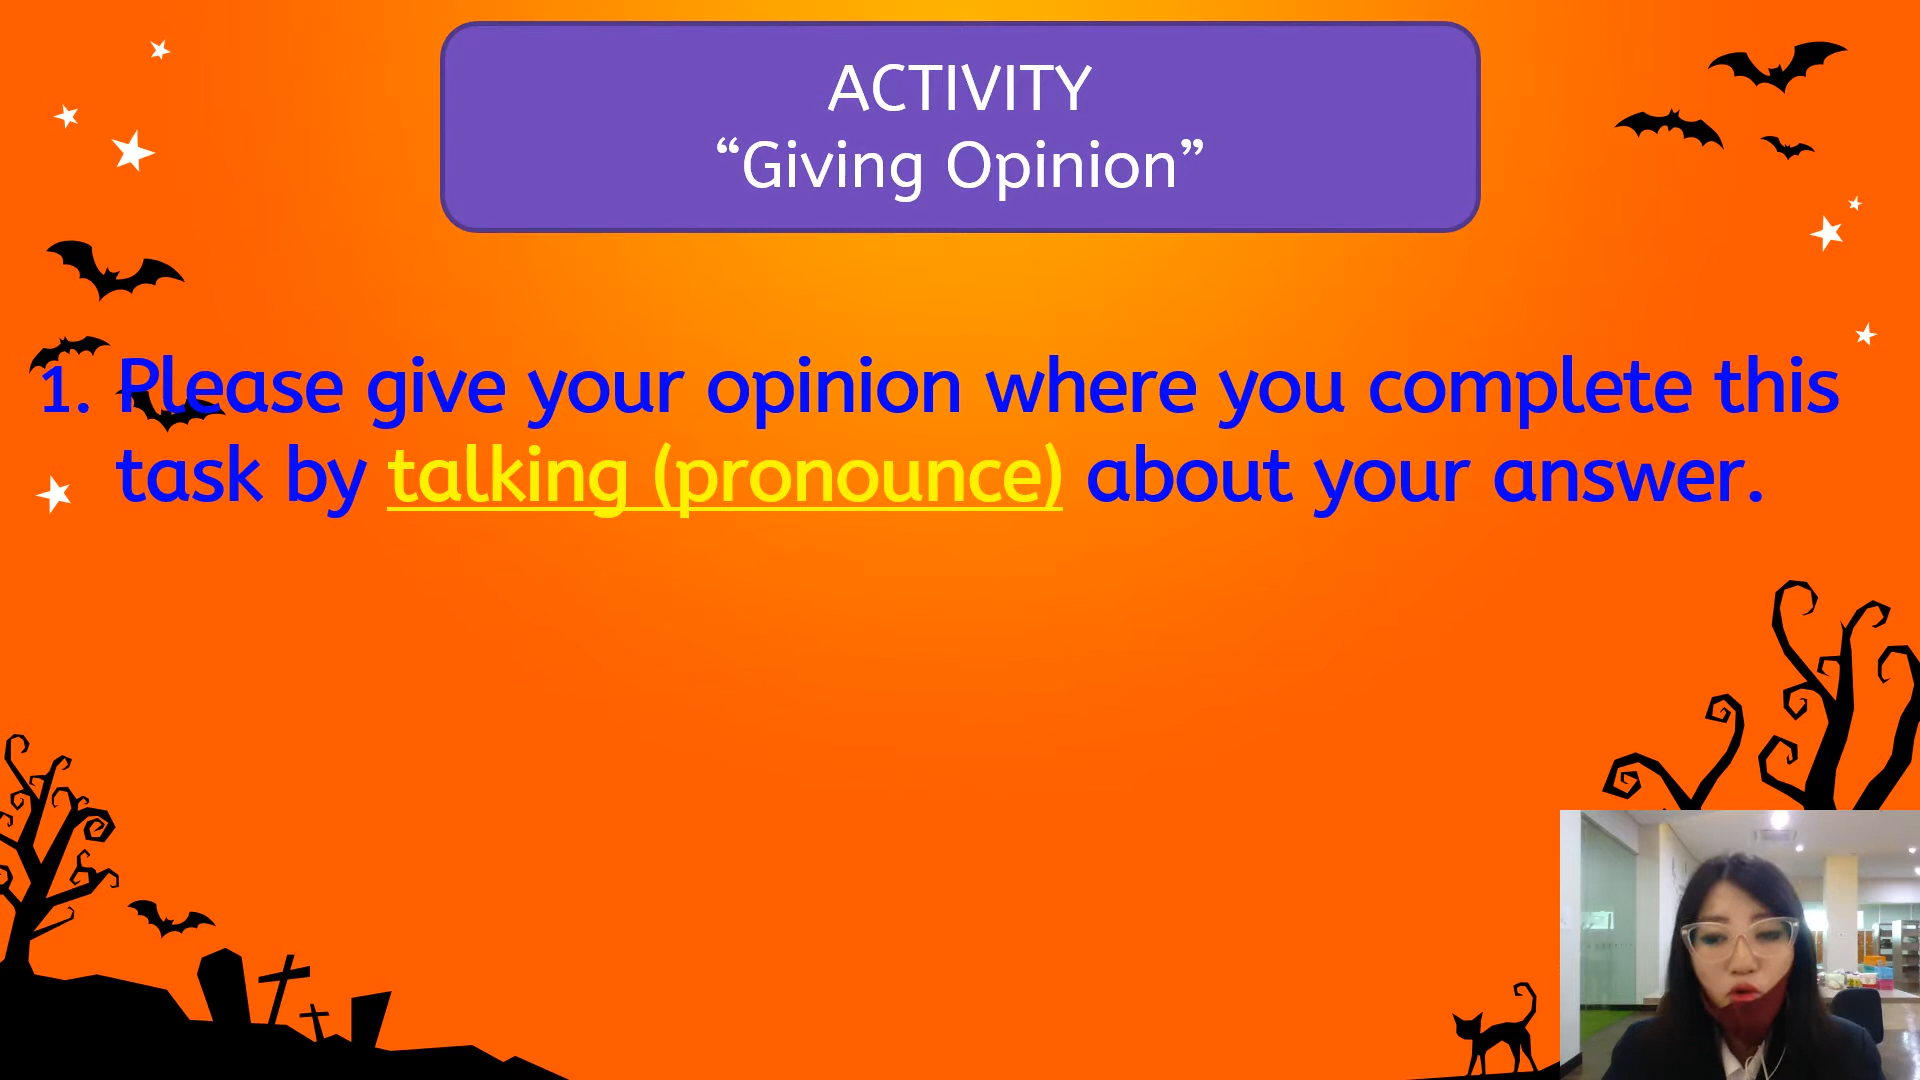 ACTIVITY
“Giving Opinion”
1. Please give your opinion where you complete this
task by talking (pronounce) about your answer.